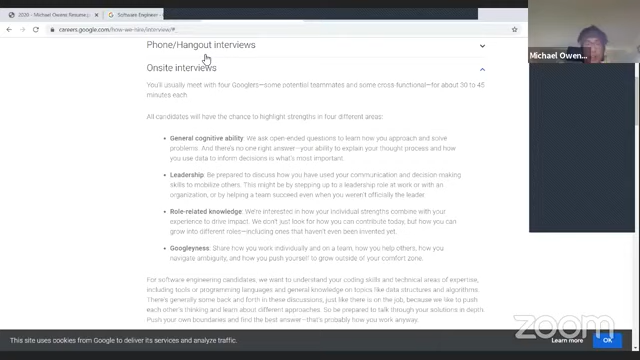 2020 - Michael Owens Resume.p
Software Engineeri
careers.google.com/how-we-hire/interview/#
Michael Owen...
Phone/Hangout interviews
Onsite interviews
You'll usually meet with four Googlers—some potential teammates and some cross functional—for about 30 to 45
minutes each.
All candidates will have the chance to highlight strengths in four different areas:
General cognitive ability: We ask open-ended questions to learn how you approach and solve
problems. And there's no one right answer—your ability to explain your thought process and how
you use data to inform decisions is what's most important.
Leadership: Be prepared to discuss how you have used your communication and decision making
skills to mobilize others. This might be by stepping up to a leadership role at work or with an
organization, or by helping a team succeed even when you weren't officially the leader
Role-related knowledge: We're interested in how your individual strengths combine with your
experience to drive impact. We don't just look for how you can contribute today, but how you can
grow into different roles—including ones that haven't even been invented yet.
Googleyness: Share how you work individually and on a team, how you help others, how you
navigate ambiguity, and how you push yourself to grow outside of your comfort zone.
For software engineering candidates, we want to understand your coding skills and technical areas of expertise,
including tools or programming languages and general knowledge on topics like data structures and algorithms.
There's generally some back and forth in these discussions, just like there is on the job, because we like to push
each other's thinking and learn about different approaches. So be prepared to talk through your solutions in depth.
Push your own boundaries and find the best answer—that's probably how you work anyway.
This site uses cookies from Google to deliver its services and analyze traffic.
Learn more
OK
zoom